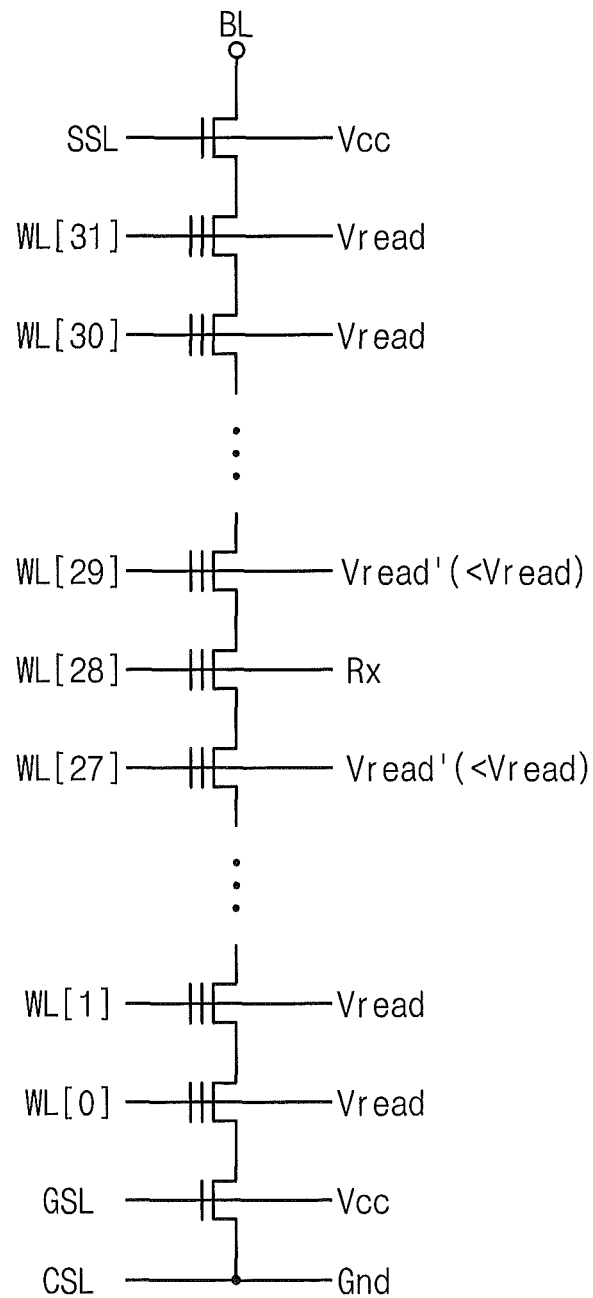 BL
SSL Vcc
WL[31] Vread
WL[30] Vread
WL[29] Vread'(<Vread)
WL[28] Rx
WL[27] Vread'(<Vread)
WL[1] Vread
WL[0] Vread
GSL Vcc
CSL Gnd